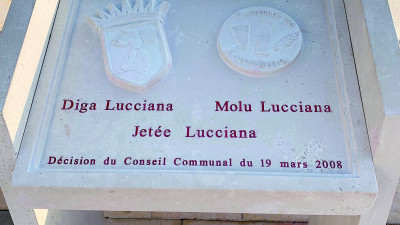 Diga Lucciana Molu Lucciana
Jetée Lucciana
Décision du Conseil Communal du 19 mars 2008